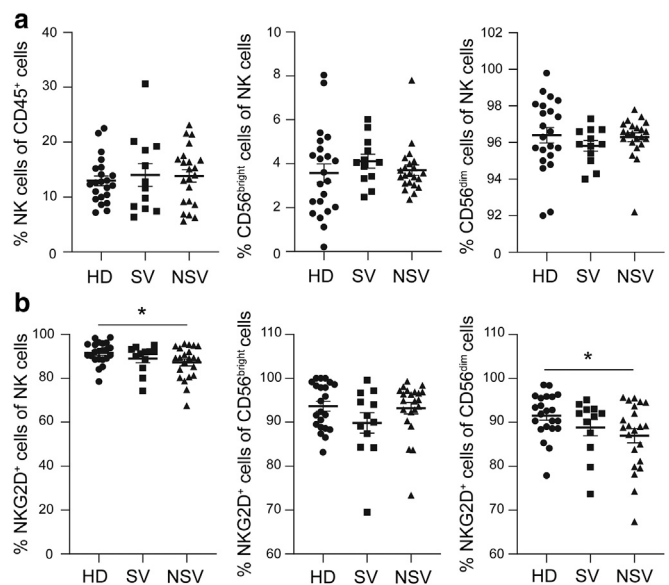 a
% NK cells of CD45⁺ cells
40
30
20
10
0
HD SV NSV
% CD56ᵇʳⁱᵍʰᵗ cells of NK cells
10
8
6
4
2
0
HD SV NSV
% CD56ᵈⁱᵐ cells of NK cells
102
100
98
96
94
92
HD SV NSV
b
% NKG2D⁺ cells of NK cells
100
80
60
40
20
0
*
HD SV NSV
% NKG2D⁺ cells of CD56ᵇʳⁱᵍʰᵗ cells
110
100
90
80
70
60
HD SV NSV
% NKG2D⁺ cells of CD56ᵈⁱᵐ cells
110
100
90
80
70
60
*
HD SV NSV